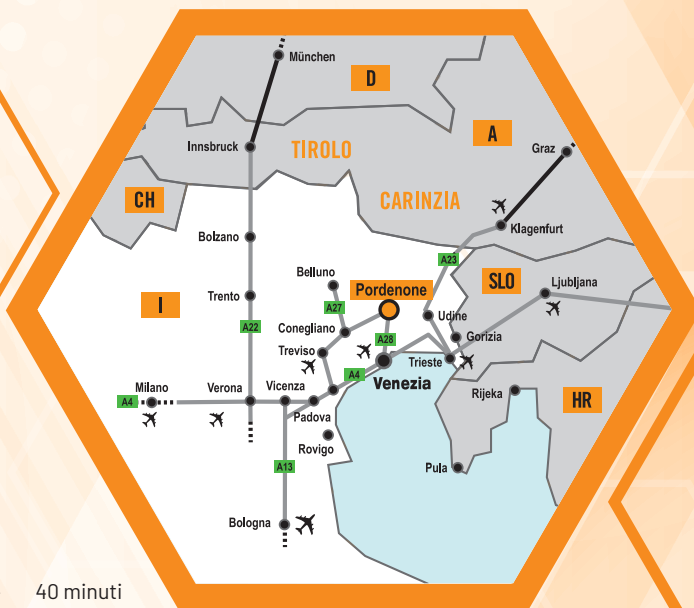 München
D
Innsbruck
TIROLO
A
Graz
CH
CARINZIA
Klagenfurt
Bolzano
A23
Belluno
SLO
Ljubljana
I
Trento
Pordenone
A27
Udine
A22
Conegliano
A28
Gorizia
Treviso
Trieste
A4
Venezia
Milano
Verona
Vicenza
Rijeka
A4
HR
Padova
Rovigo
A13
Pula
Bologna
40 minuti